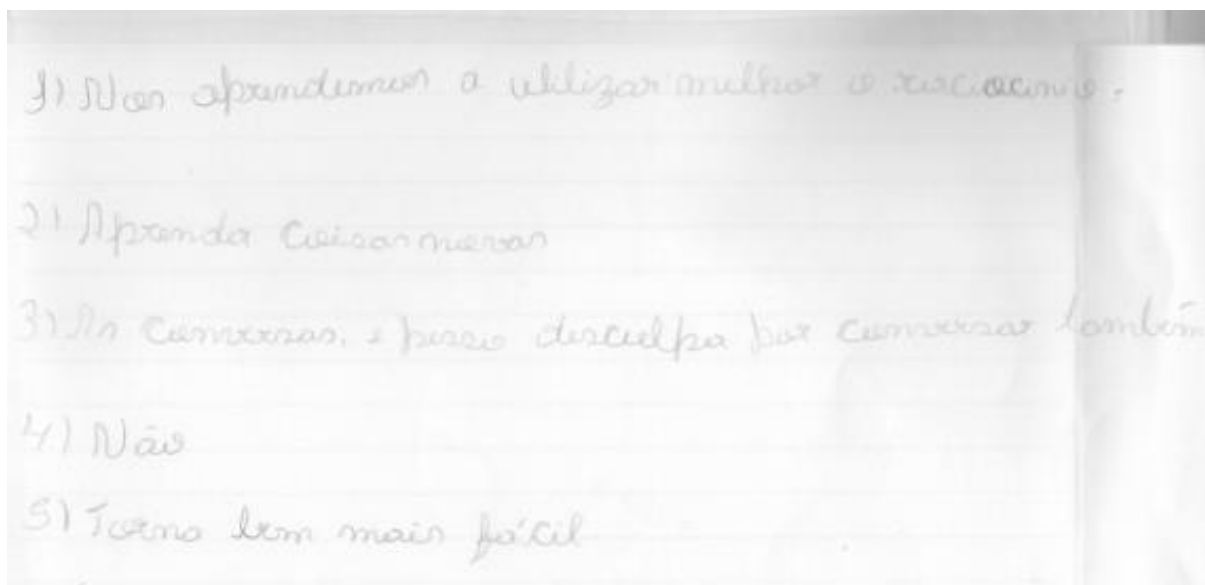 1) Nos aprendemos a utilizar melhor o raciocinio.
2) Aprenda coisas novas
3) As conversas, e pesso desculpa por conversar também
4) Não
5) Torna bem mais fácil